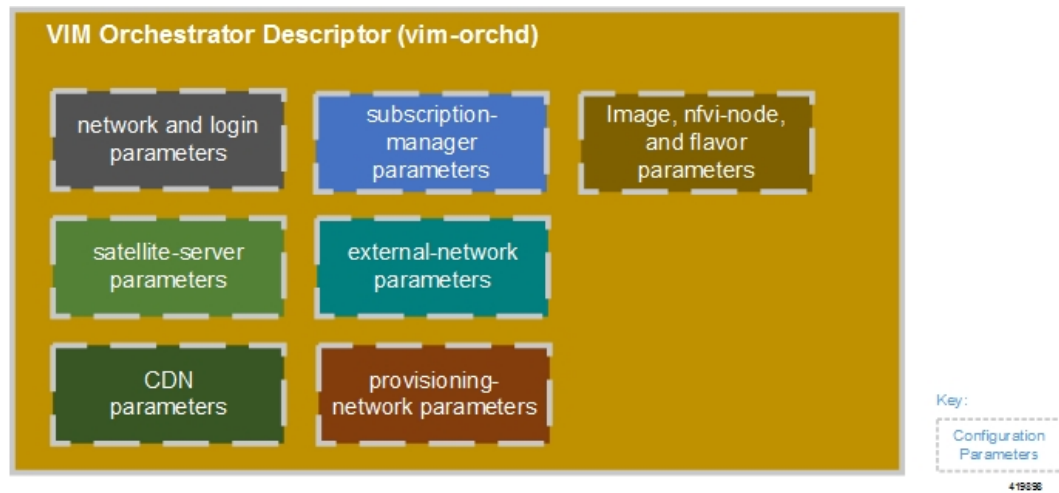 VIM Orchestrator Descriptor (vim-orchd)
network and login
parameters
subscription-
manager
parameters
Image, nfvi-node,
and flavor
parameters
satellite-server
parameters
external-network
parameters
CDN
parameters
provisioning-
network parameters
Key:
Configuration
Parameters
419898